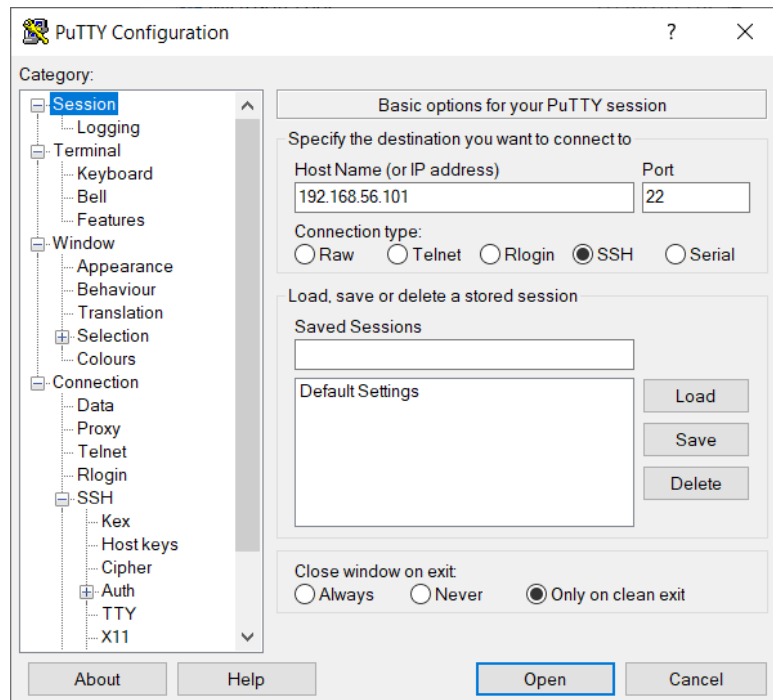 PuTTY Configuration
?
Category:
Session
Logging
Terminal
Keyboard
Bell
Features
Window
Appearance
Behaviour
Translation
Selection
Colours
Connection
Data
Proxy
Telnet
Rlogin
SSH
Kex
Host keys
Cipher
Auth
TTY
X11
Basic options for your PuTTY session
Specify the destination you want to connect to
Host Name (or IP address) Port
192.168.56.101 22
Connection type:
Raw Telnet Rlogin SSH Serial
Load, save or delete a stored session
Saved Sessions
Default Settings
Load
Save
Delete
Close window on exit:
Always Never Only on clean exit
About Help Open Cancel